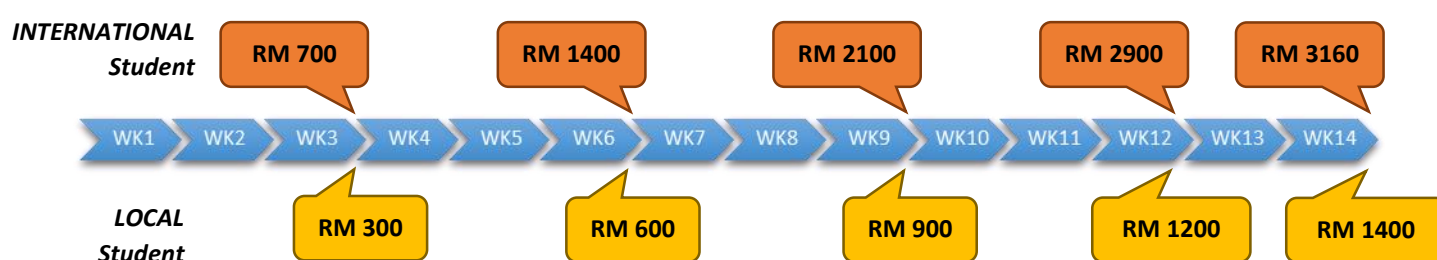 INTERNATIONAL
Student
RM 700
RM 1400
RM 2100
RM 2900
RM 3160
WK1
WK2
WK3
WK4
WK5
WK6
WK7
WK8
WK9
WK10
WK11
WK12
WK13
WK14
LOCAL
Student
RM 300
RM 600
RM 900
RM 1200
RM 1400